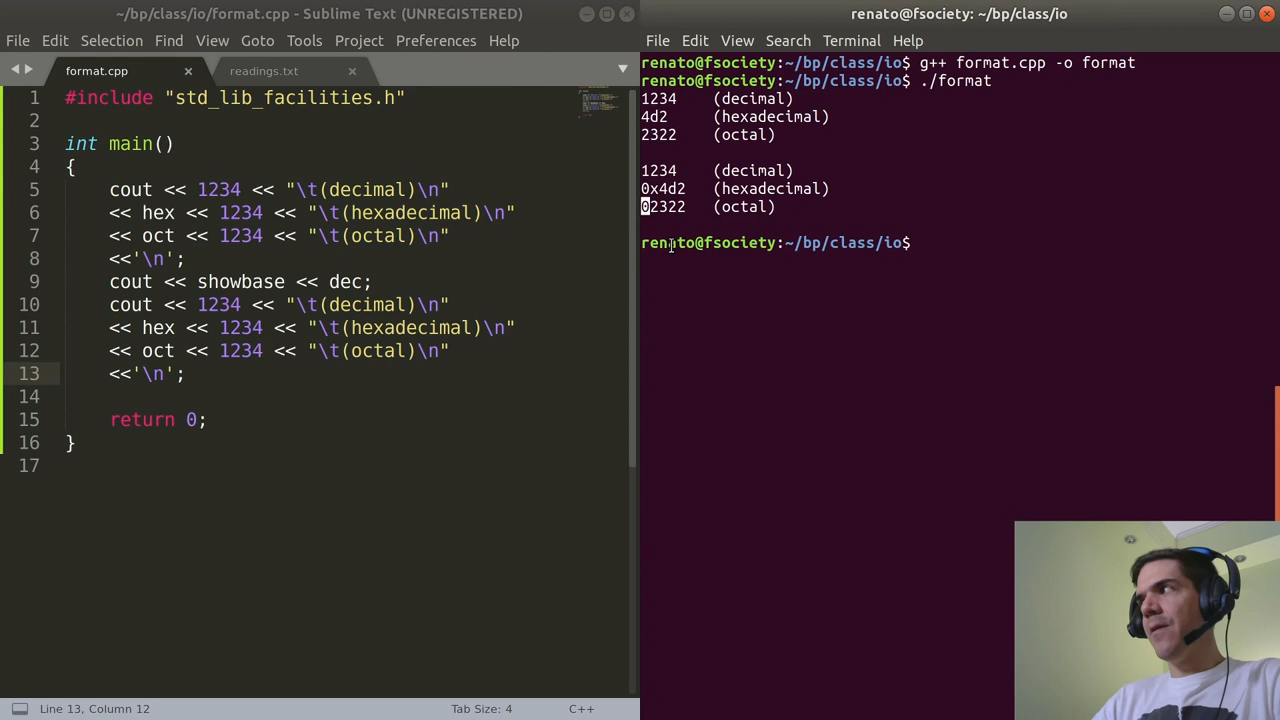 ~/bp/class/io/format.cpp - Sublime Text (UNREGISTERED)
File Edit Selection Find View Goto Tools Project Preferences Help
format.cpp × readings.txt ×
1 #include "std_lib_facilities.h"
2
3 int main()
4 {
5 cout << 1234 << "\t(decimal)\n"
6 << hex << 1234 << "\t(hexadecimal)\n"
7 << oct << 1234 << "\t(octal)\n"
8 <<'\n';
9 cout << showbase << dec;
10 cout << 1234 << "\t(decimal)\n"
11 << hex << 1234 << "\t(hexadecimal)\n"
12 << oct << 1234 << "\t(octal)\n"
13 <<'\n';
14
15 return 0;
16 }
17
Line 13, Column 12 Tab Size: 4 C++
renato@fsociety: ~/bp/class/io
File Edit View Search Terminal Help
renato@fsociety:~/bp/class/io$ g++ format.cpp -o format
renato@fsociety:~/bp/class/io$ ./format
1234 (decimal)
4d2 (hexadecimal)
2322 (octal)
1234 (decimal)
0x4d2 (hexadecimal)
02322 (octal)
renato@fsociety:~/bp/class/io$